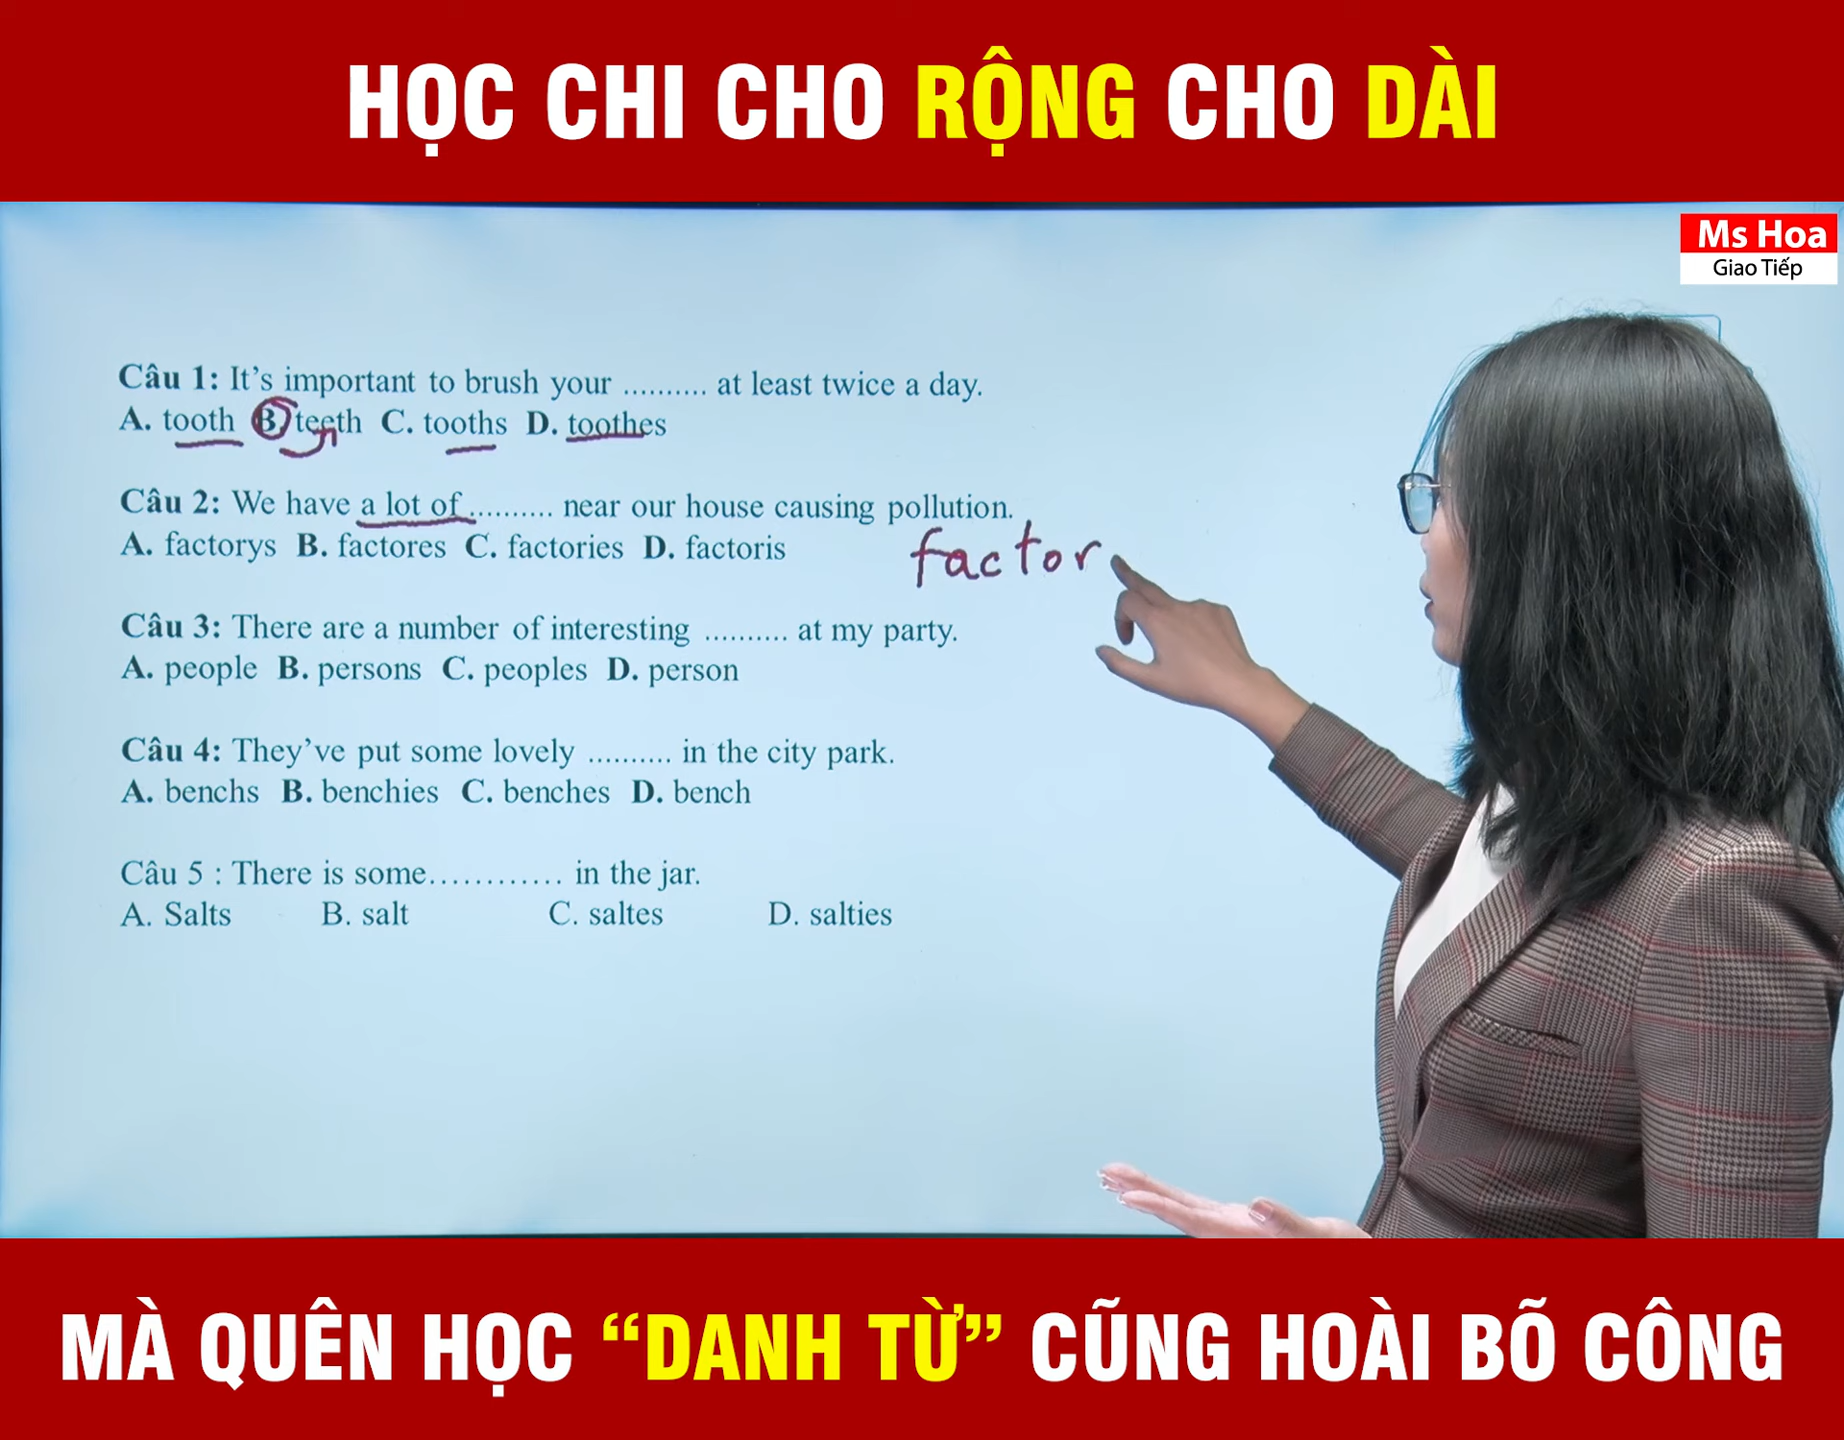 HỌC CHI CHO RỘNG CHO DÀI
Ms Hoa
Giao Tiếp
Câu 1: It's important to brush your .......... at least twice a day.
A. tooth B. teeth C. tooths D. toothes
Câu 2: We have a lot of .......... near our house causing pollution.
A. factorys B. factores C. factories D. factoris
factor
Câu 3: There are a number of interesting .......... at my party.
A. people B. persons C. peoples D. person
Câu 4: They've put some lovely .......... in the city park.
A. benchs B. benchies C. benches D. bench
Câu 5 : There is some............ in the jar.
A. Salts B. salt C. saltes D. salties
MÀ QUÊN HỌC “DANH TỪ” CŨNG HOÀI BÕ CÔNG